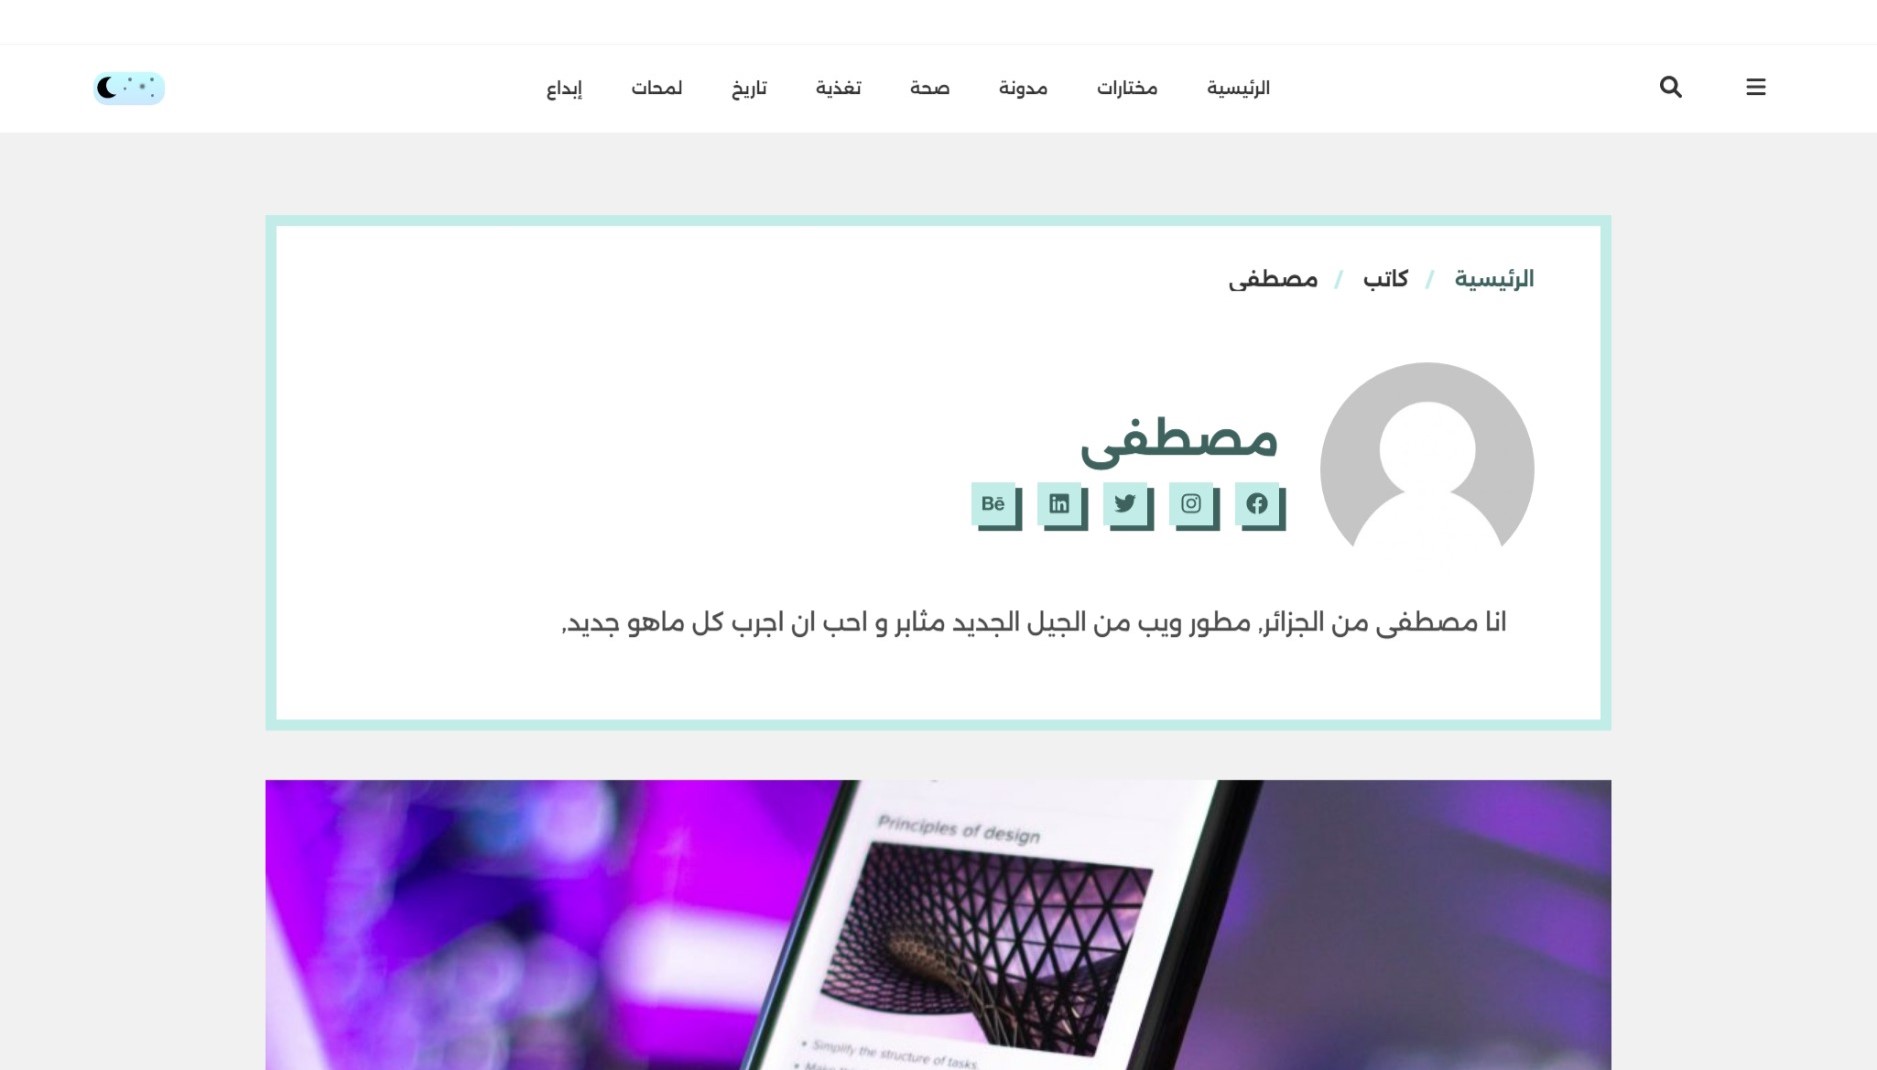 الرئيسية مختارات مدونة صحة تغذية تاريخ لمحات إبداع
الرئيسية / كاتب / مصطفى
مصطفى
Bē
انا مصطفى من الجزائر, مطور ويب من الجيل الجديد مثابر و احب ان اجرب كل ماهو جديد,
Principles of design
• Simplify the structure of tasks.